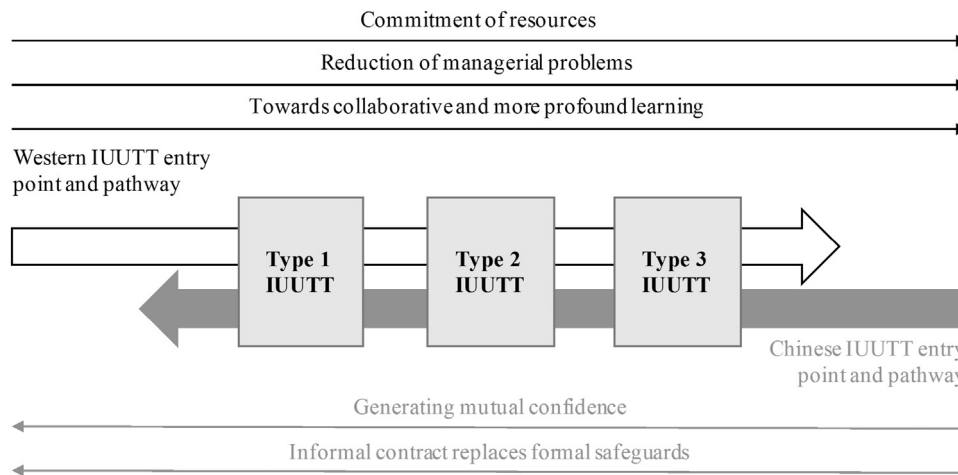 Commitment of resources
Reduction of managerial problems
Towards collaborative and more profound learning
Western IUUTT entry
point and pathway
Type 1
IUUTT
Type 2
IUUTT
Type 3
IUUTT
Chinese IUUTT entry
point and pathway
Generating mutual confidence
Informal contract replaces formal safeguards